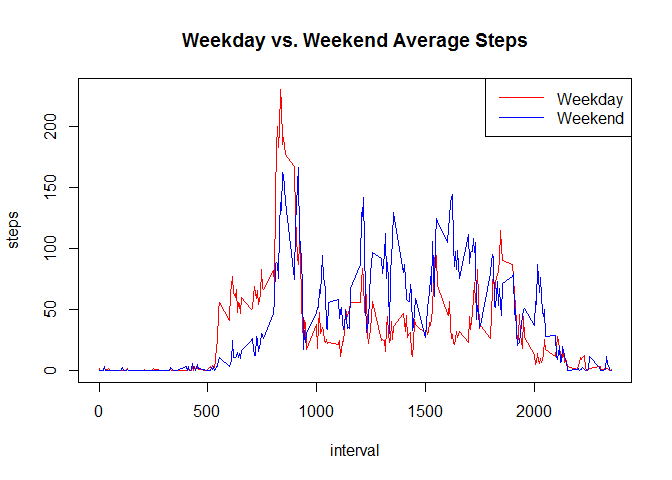 Weekday vs. Weekend Average Steps
Weekday
Weekend
steps
200
150
100
50
0
0 500 1000 1500 2000
interval